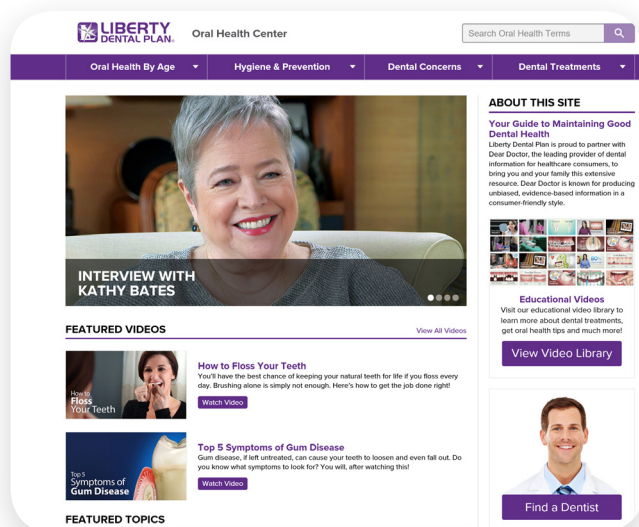 LIBERTY
DENTAL PLAN.
Oral Health Center
Search Oral Health Terms
Oral Health By Age
Hygiene & Prevention
Dental Concerns
Dental Treatments
INTERVIEW WITH
KATHY BATES
FEATURED VIDEOS
View All Videos
How to
Floss
Your Teeth
How to Floss Your Teeth
You'll have the best chance of keeping your natural teeth for life if you floss every
day. Brushing alone is simply not enough. Here's how to get the job done right!
Watch Video
Top 5
Symptoms of
Gum Disease
Top 5 Symptoms of Gum Disease
Gum disease, if left untreated, can cause your teeth to loosen and even fall out. Do
you know what symptoms to look for? You will, after watching this!
Watch Video
FEATURED TOPICS
ABOUT THIS SITE
Your Guide to Maintaining Good
Dental Health
Liberty Dental Plan is proud to partner with
Dear Doctor, the leading provider of dental
information for healthcare consumers, to
bring you and your family this extensive
resource. Dear Doctor is known for producing
unbiased, evidence-based information in a
consumer-friendly style.
Educational Videos
Visit our educational video library to
learn more about dental treatments,
get oral health tips and much more!
View Video Library
Find a Dentist